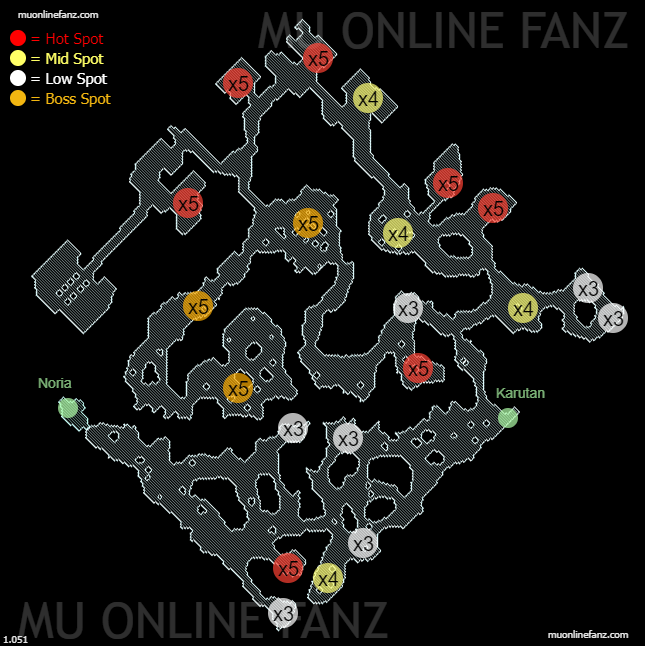 muonlinefanz.com
MU ONLINE FANZ
= Hot Spot
= Mid Spot
= Low Spot
= Boss Spot
x5
x5
x4
x5
x5
x5
x5
x4
x3
x5
x3
x4
x3
x5
x5
Noria
Karutan
x3
x3
x3
x5
x4
x3
MU ONLINE FANZ
1.051
muonlinefanz.com